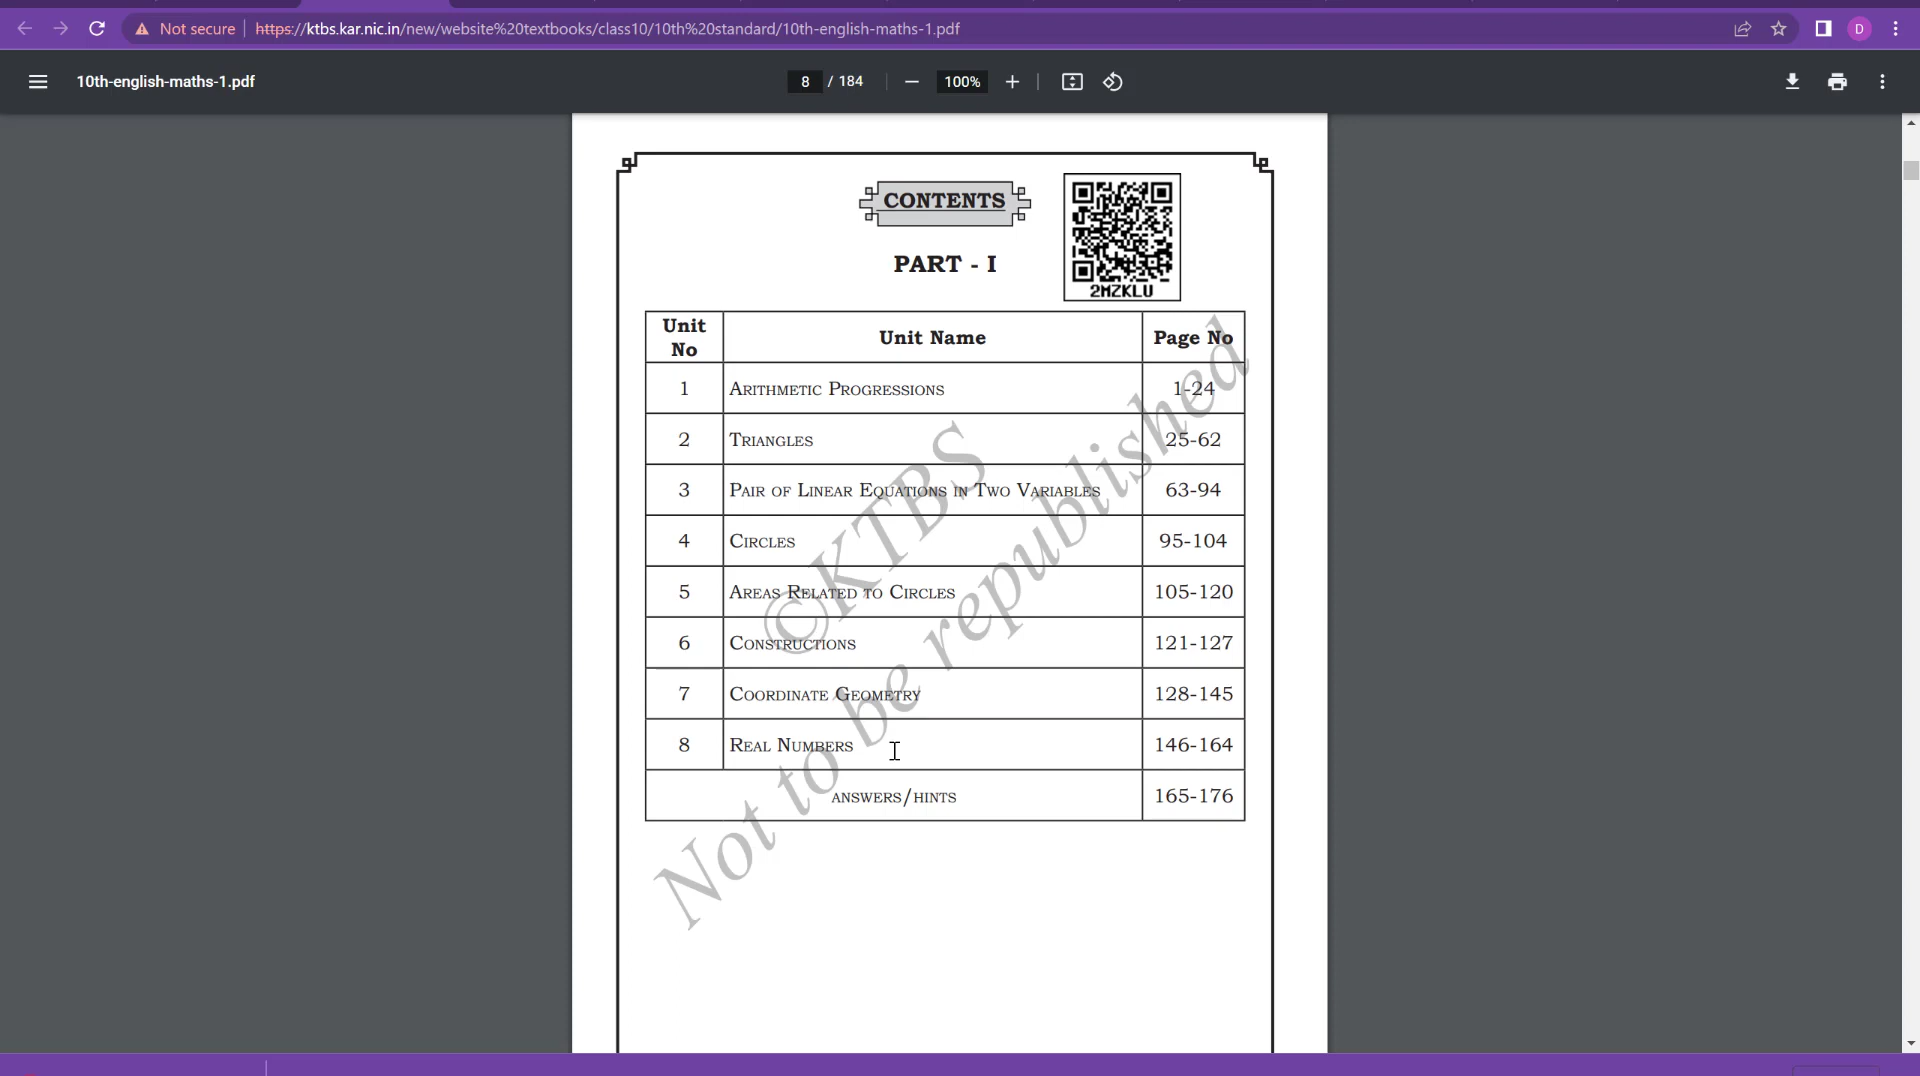 Not secure
https://ktbs.kar.nic.in/new/website%20textbooks/class10/10th%20standard/10th-english-maths-1.pdf
D
10th-english-maths-1.pdf
8 / 184
100%
CONTENTS
PART - I
2MZKLU
Unit No
Unit Name
Page No
1 Arithmetic Progressions 1-24
2 Triangles 25-62
3 Pair of Linear Equations in Two Variables 63-94
4 Circles 95-104
5 Areas Related to Circles 105-120
6 Constructions 121-127
7 Coordinate Geometry 128-145
8 Real Numbers 146-164
answers/hints 165-176
©KTBS
Not to be republished